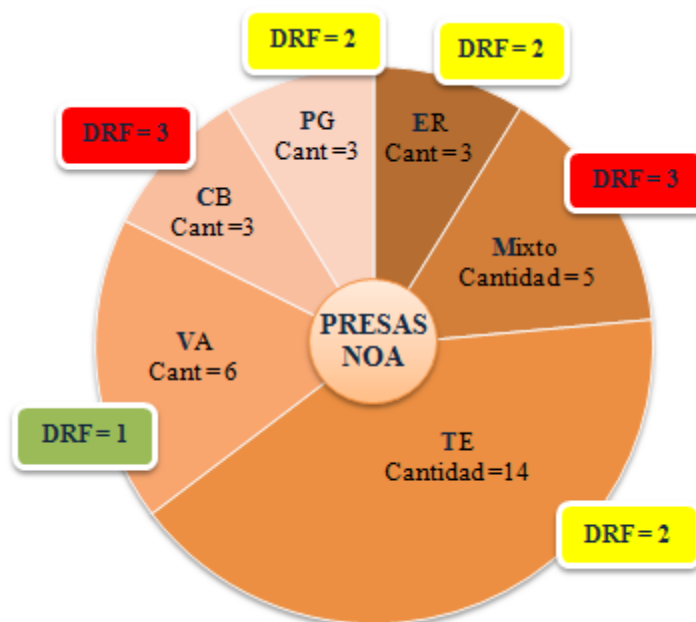 DRF = 2
DRF = 2
PG
Cant =3
ER
Cant = 3
DRF = 3
CB
Cant =3
DRF = 3
Mixto
Cantidad = 5
PRESAS
NOA
VA
Cant = 6
DRF = 1
TE
Cantidad =14
DRF = 2